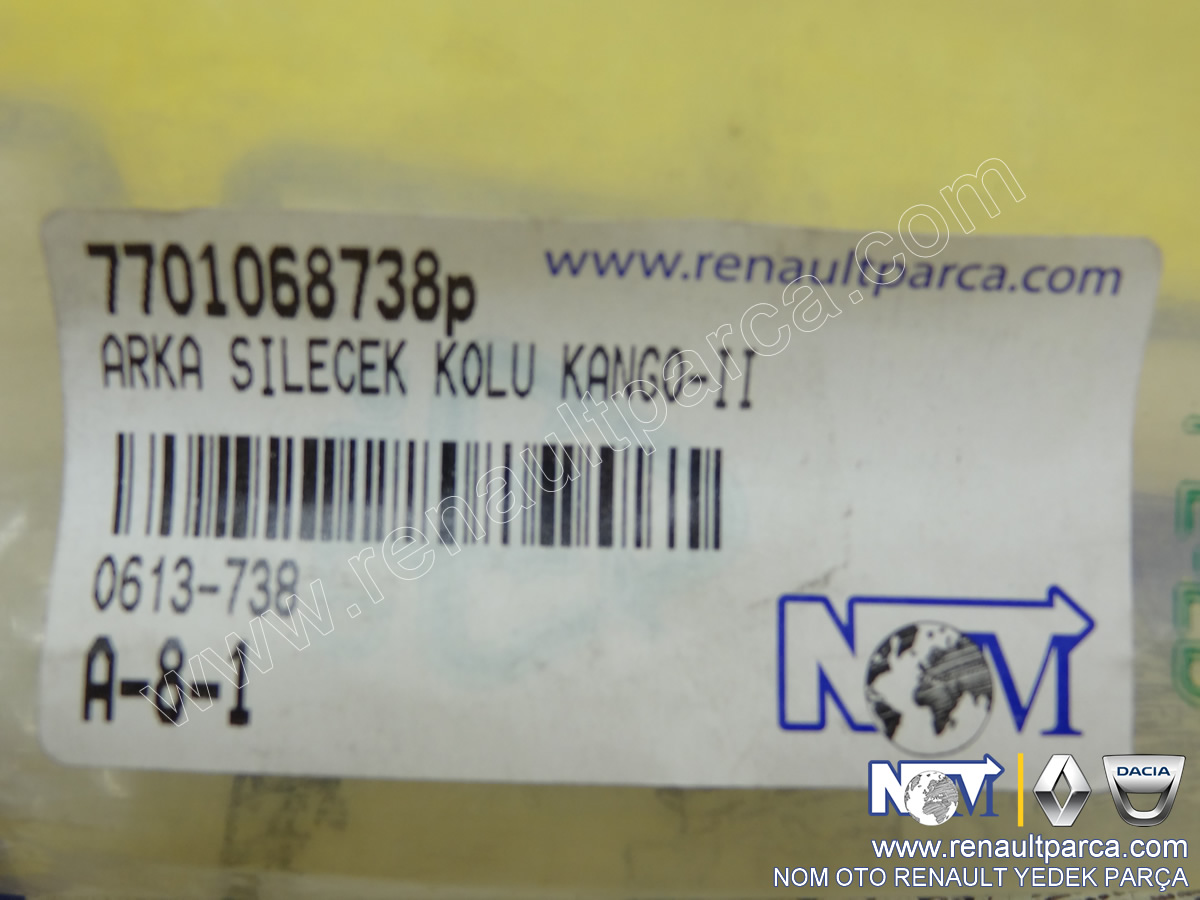 7701068738p
www.renaultparca.com
ARKA SILECEK KOLU KANGO-II
0613-738
A-8-1
NOM
www.renaultparca.com
NOM
DACIA
www.renaultparca.com
NOM OTO RENAULT YEDEK PARÇA